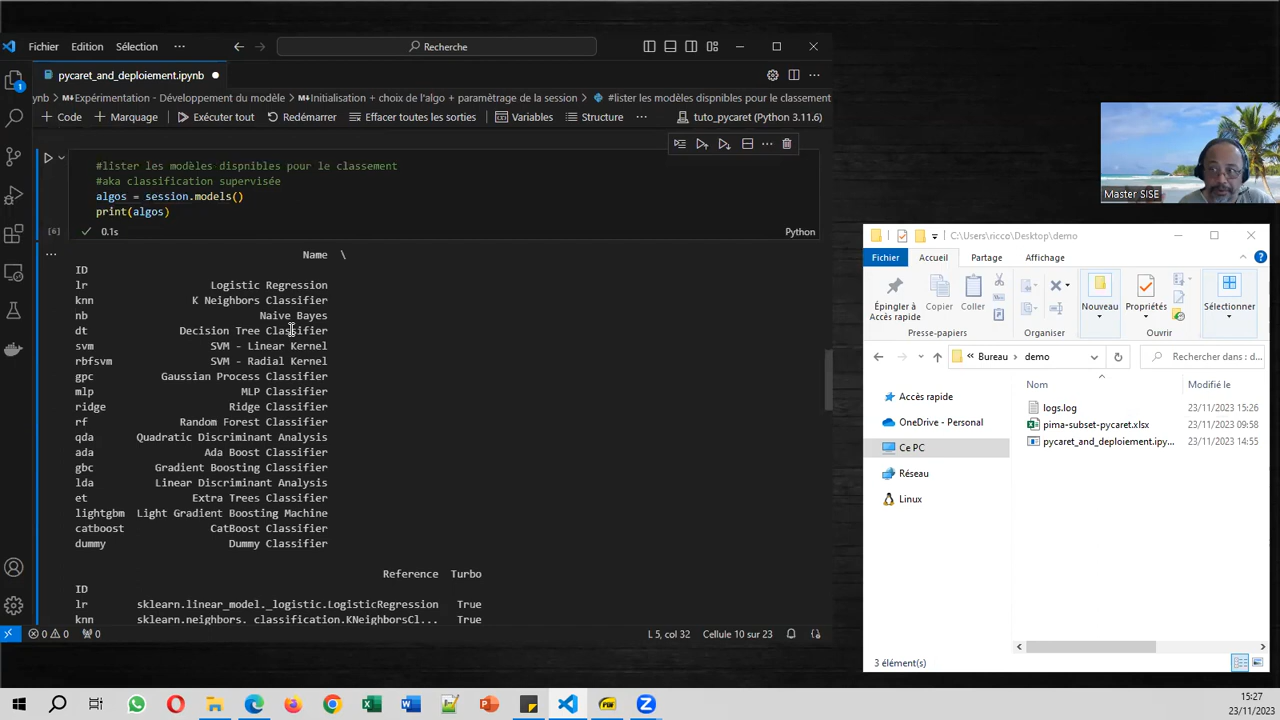 Fichier Edition Sélection ··· Recherche
pycaret_and_deploiement.ipynb
ynb > Expérimentation - Développement du modèle > Initialisation + choix de l'algo + paramètrage de la session > #lister les modèles dispnibles pour le classement
+ Code + Marquage Exécuter tout Redémarrer Effacer toutes les sorties Variables Structure ··· tuto_pycaret (Python 3.11.6)
#lister les modèles dispnibles pour le classement
#aka classification supervisée
algos = session.models()
print(algos)
[6] 0.1s Python
Name \
ID
lr Logistic Regression
knn K Neighbors Classifier
nb Naive Bayes
dt Decision Tree Classifier
svm SVM - Linear Kernel
rbfsvm SVM - Radial Kernel
gpc Gaussian Process Classifier
mlp MLP Classifier
ridge Ridge Classifier
rf Random Forest Classifier
qda Quadratic Discriminant Analysis
ada Ada Boost Classifier
gbc Gradient Boosting Classifier
lda Linear Discriminant Analysis
et Extra Trees Classifier
lightgbm Light Gradient Boosting Machine
catboost CatBoost Classifier
dummy Dummy Classifier
Reference Turbo
ID
lr sklearn.linear_model._logistic.LogisticRegression True
knn sklearn.neighbors._classification.KNeighborsCl... True
0 0 0 L 5, col 32 Cellule 10 sur 23
Master SISE
C:\Users\ricco\Desktop\demo
Fichier Accueil Partage Affichage
Épingler à
Accès rapide
Copier Coller Nouveau Propriétés Sélectionner
Presse-papiers Organiser Ouvrir
« Bureau > demo Rechercher dans : d...
Nom Modifié le
Accès rapide
OneDrive - Personal
Ce PC
Réseau
Linux
logs.log 23/11/2023 15:26
pima-subset-pycaret.xlsx 23/11/2023 09:58
pycaret_and_deploiement.ipy... 23/11/2023 14:55
3 élément(s)
15:27
23/11/2023